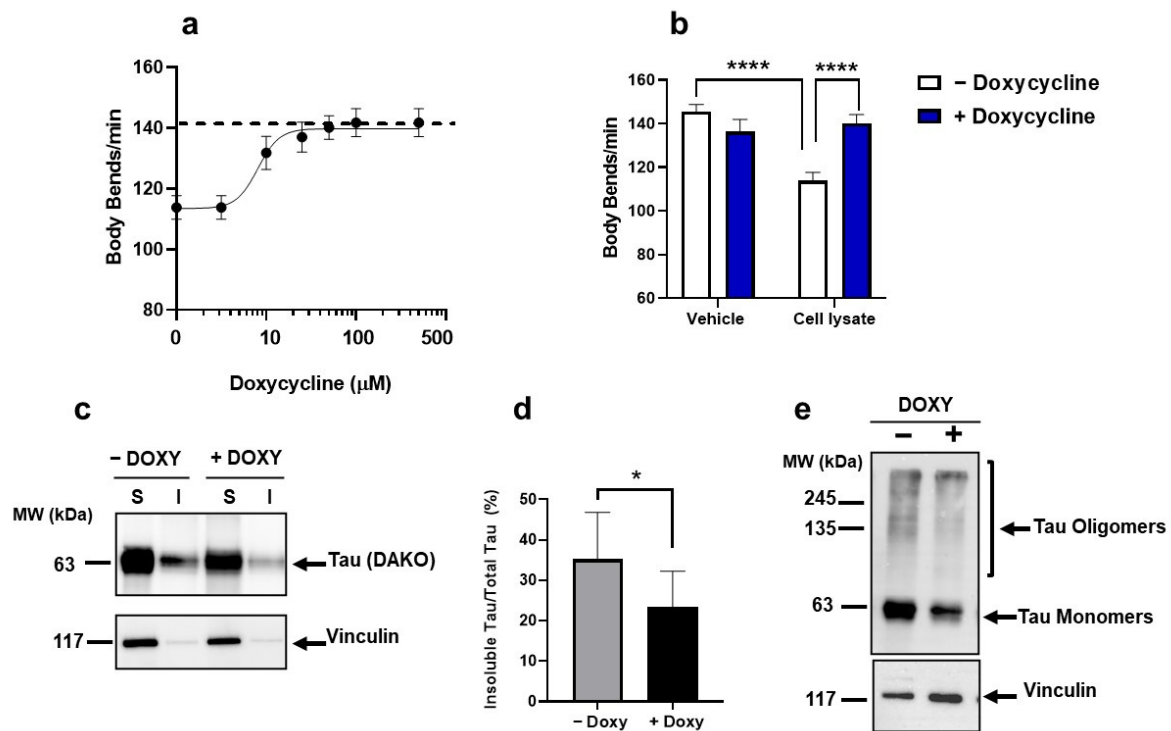 a
160
140
120
100
80
Body Bends/min
0
10
100
500
Doxycycline (μM)
b
160
140
120
100
80
60
Body Bends/min
****
****
Vehicle
Cell lysate
– Doxycycline
+ Doxycycline
c
– DOXY
+ DOXY
S
I
S
I
MW (kDa)
63
Tau (DAKO)
117
Vinculin
d
50
40
30
20
10
0
Insoluble Tau/Total Tau (%)
*
– Doxy
+ Doxy
e
DOXY
–
+
MW (kDa)
245
135
63
Tau Oligomers
Tau Monomers
117
Vinculin